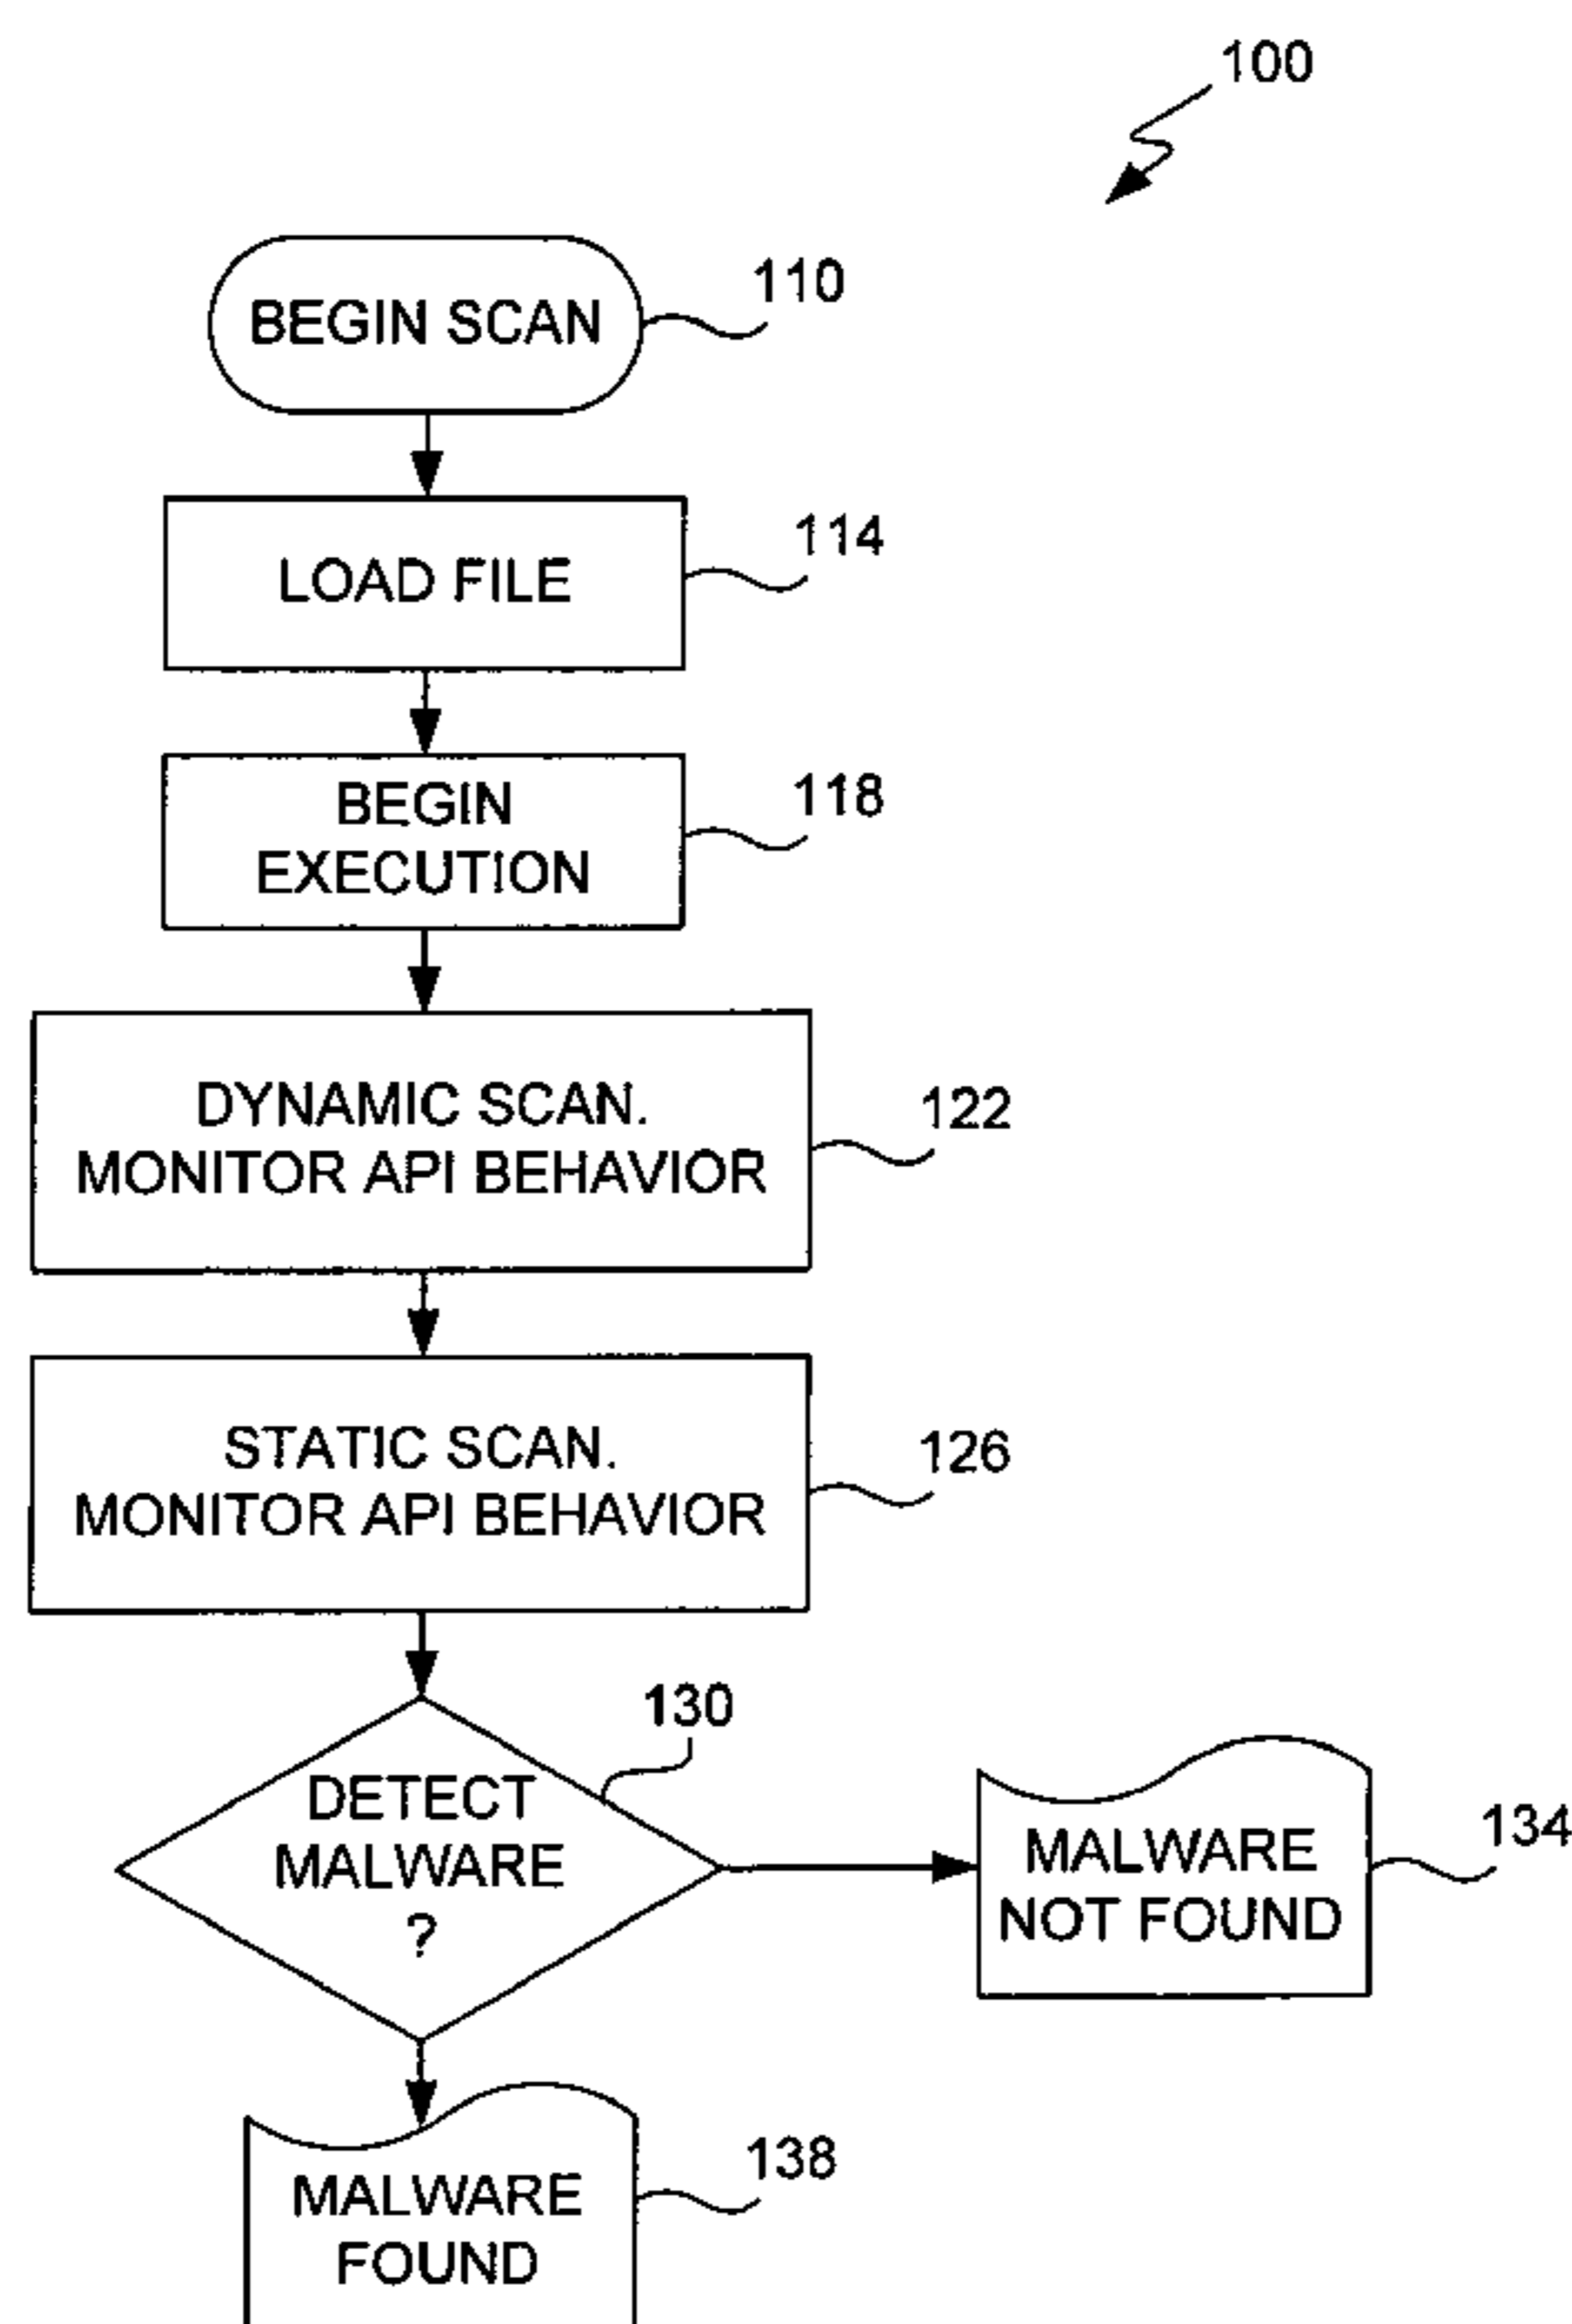 100
BEGIN SCAN
110
LOAD FILE
114
BEGIN
EXECUTION
118
DYNAMIC SCAN.
MONITOR API BEHAVIOR
122
STATIC SCAN.
MONITOR API BEHAVIOR
126
130
DETECT
MALWARE
?
MALWARE
NOT FOUND
134
MALWARE
FOUND
138